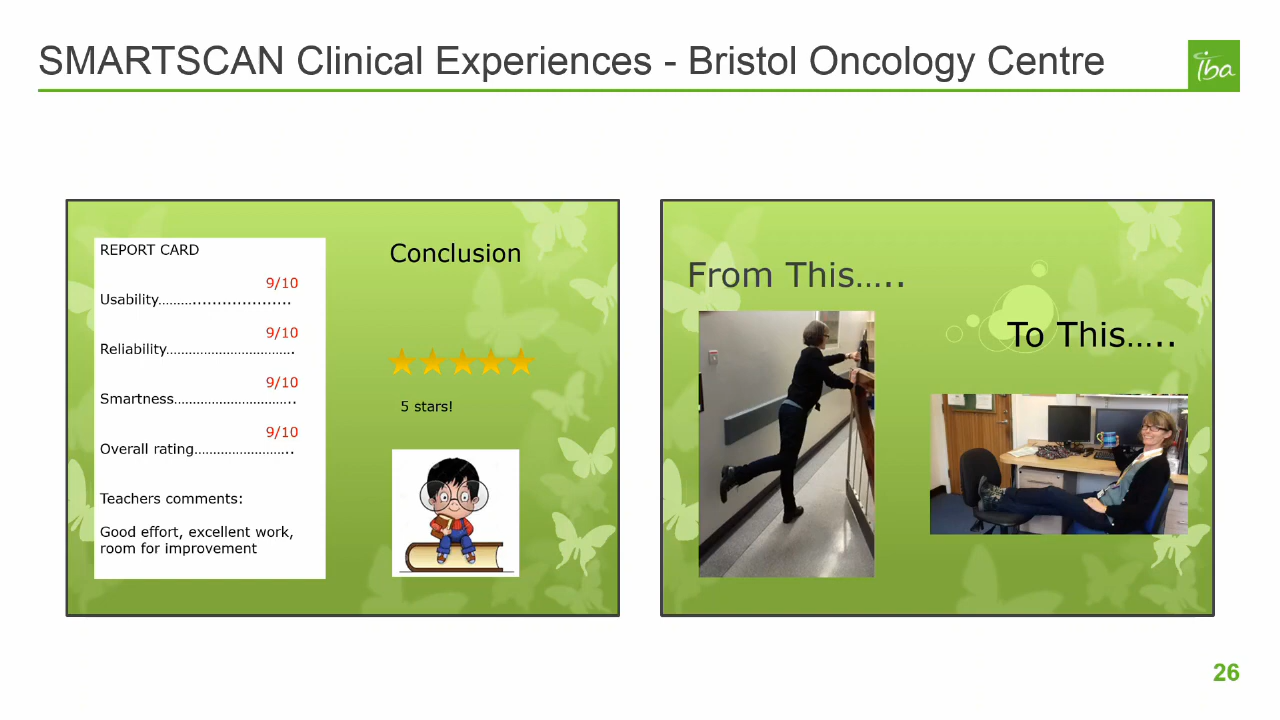 SMARTSCAN Clinical Experiences - Bristol Oncology Centre
iba
REPORT CARD
9/10
Usability………....................
9/10
Reliability…………………………….
9/10
Smartness…………………………..
9/10
Overall rating……………………..
Teachers comments:
Good effort, excellent work,
room for improvement
Conclusion
5 stars!
From This…..
To This…..
26